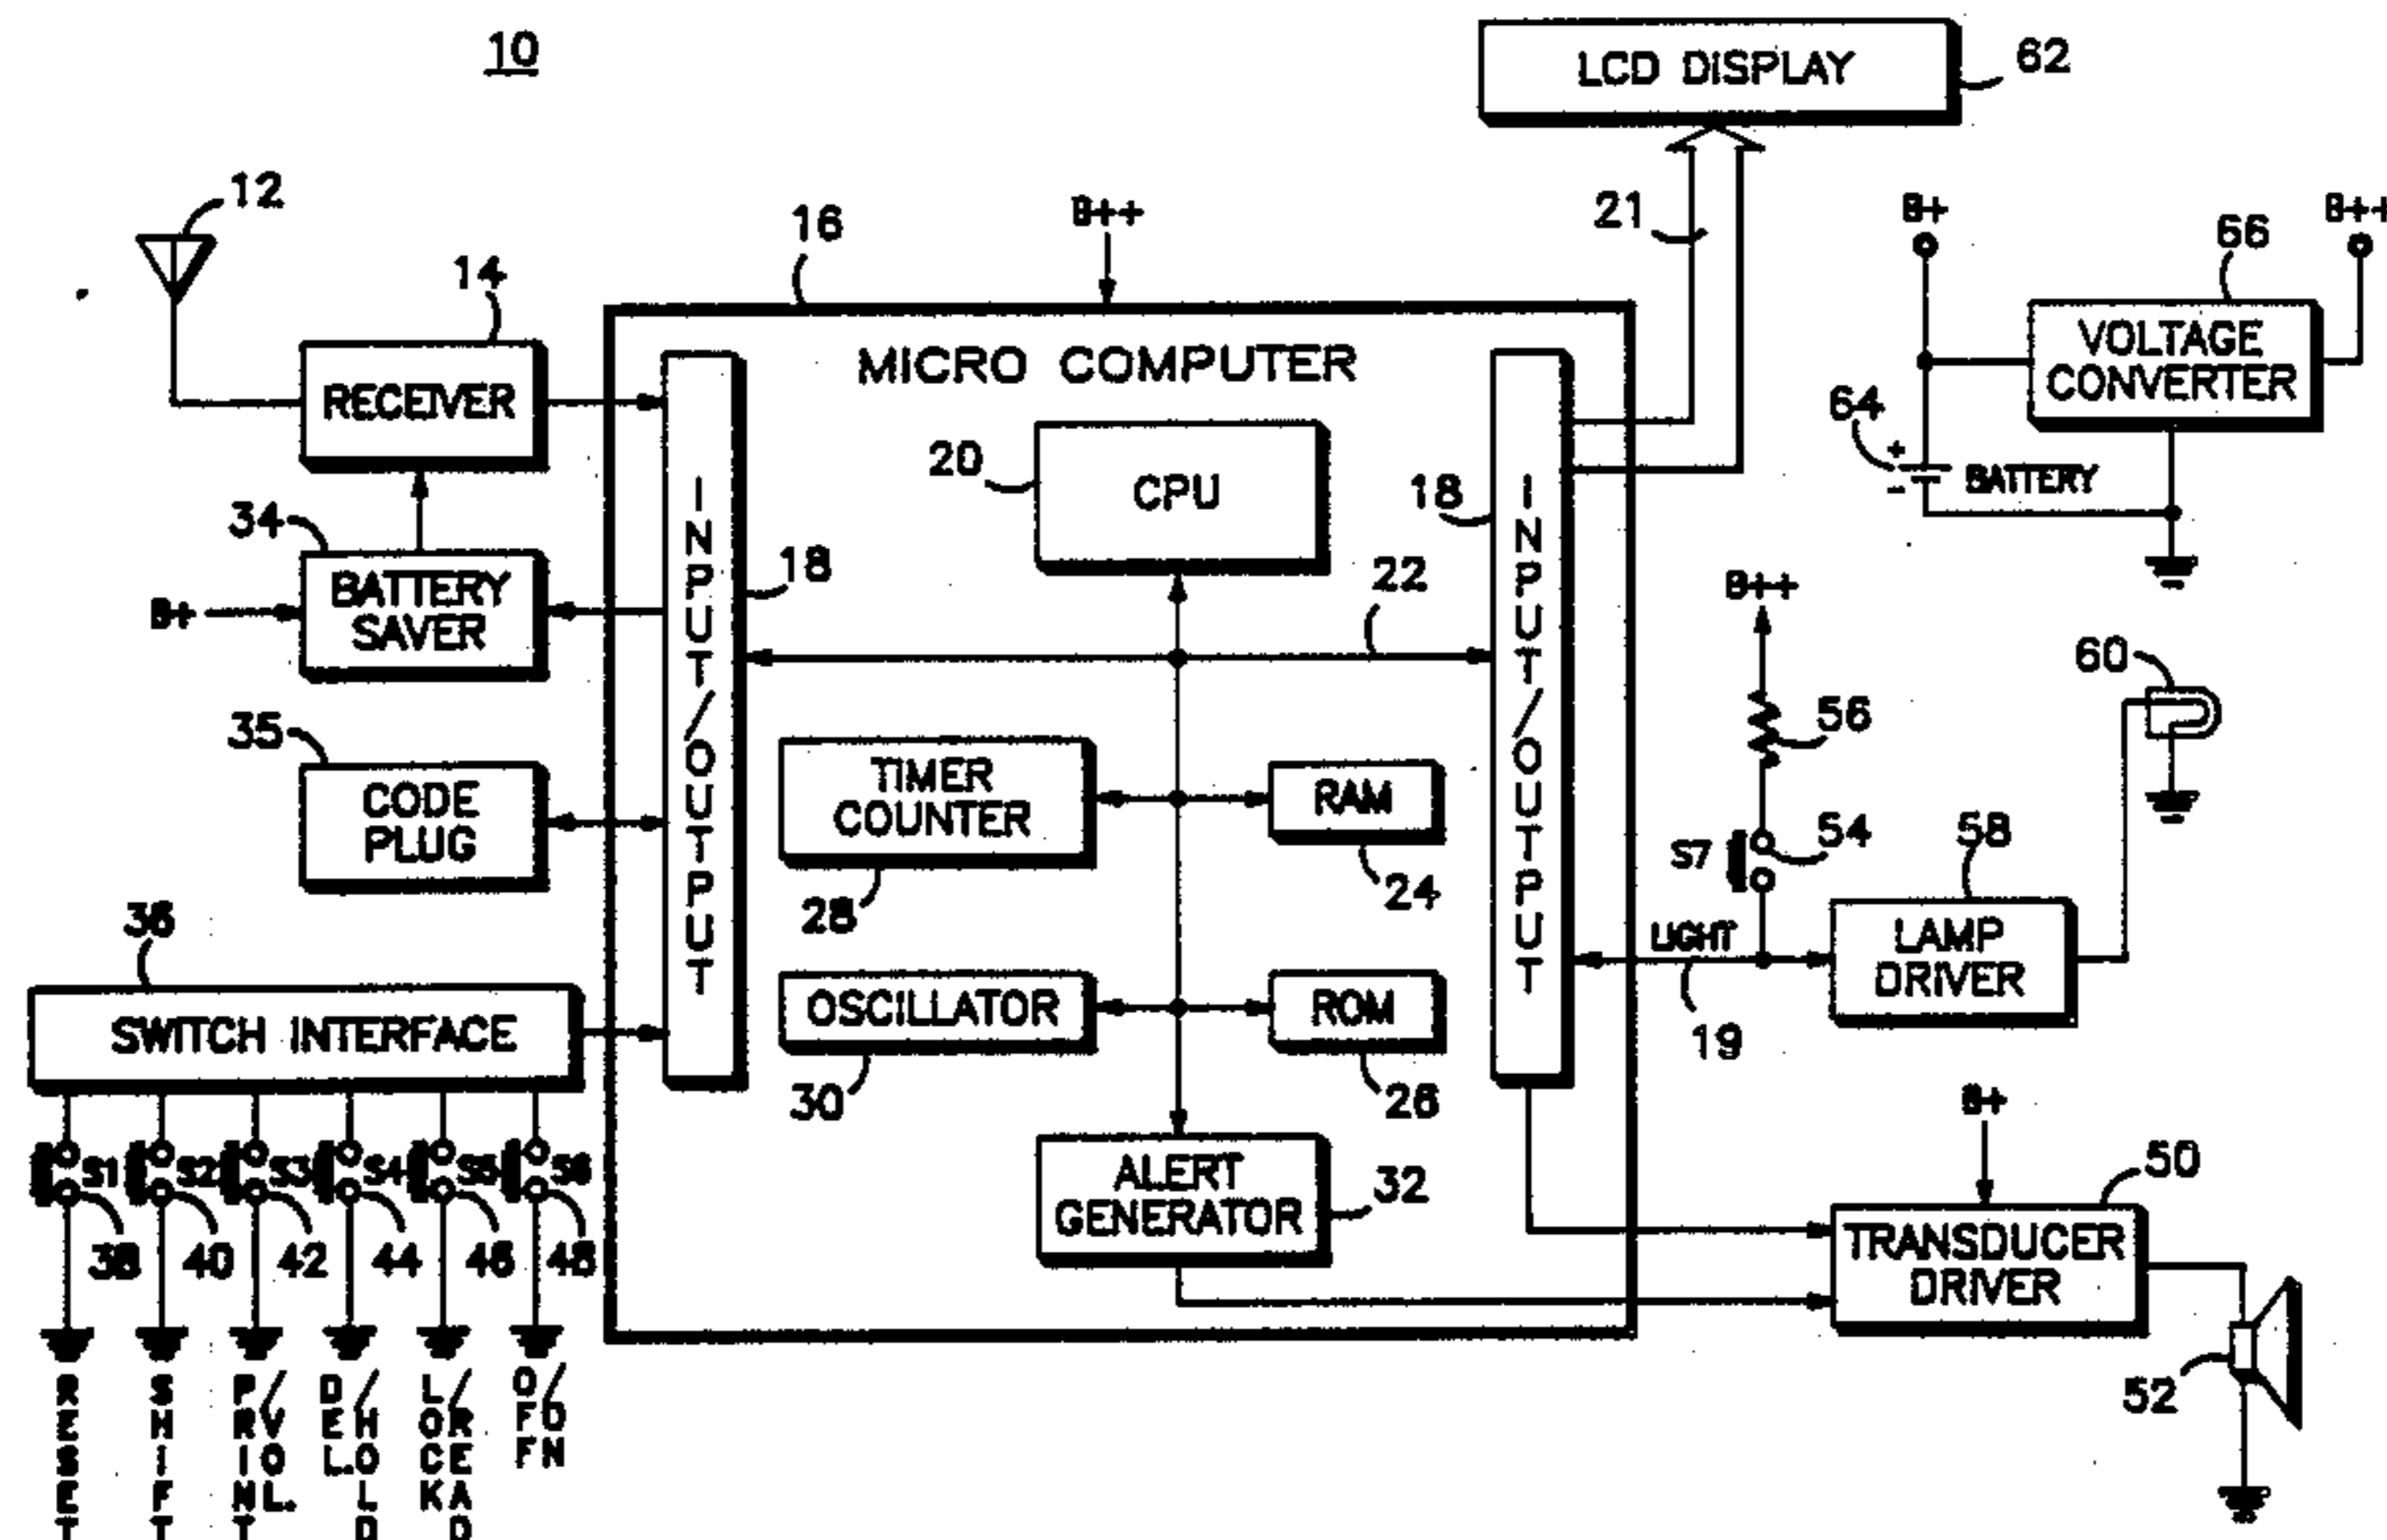 10
LCD DISPLAY
62
12
14
16
B++
21
B+
B++
66
VOLTAGE
CONVERTER
RECEIVER
MICRO COMPUTER
64
+
-
BATTERY
20
CPU
18
INPUT/OUTPUT
18
INPUT/OUTPUT
34
B+
BATTERY
SAVER
22
B++
60
35
CODE
PLUG
TIMER
COUNTER
28
RAM
24
56
S7
54
58
LIGHT
LAMP
DRIVER
19
36
SWITCH INTERFACE
OSCILLATOR
30
ROM
26
B+
50
TRANSDUCER
DRIVER
52
ALERT
GENERATOR
32
S1
S2
S3
S4
S5
S6
38
40
42
44
46
48
RESET
SHIFT
PRINT
/VOL.
DEL.
/HOLD
LOCK
/READ
OFF
/ON